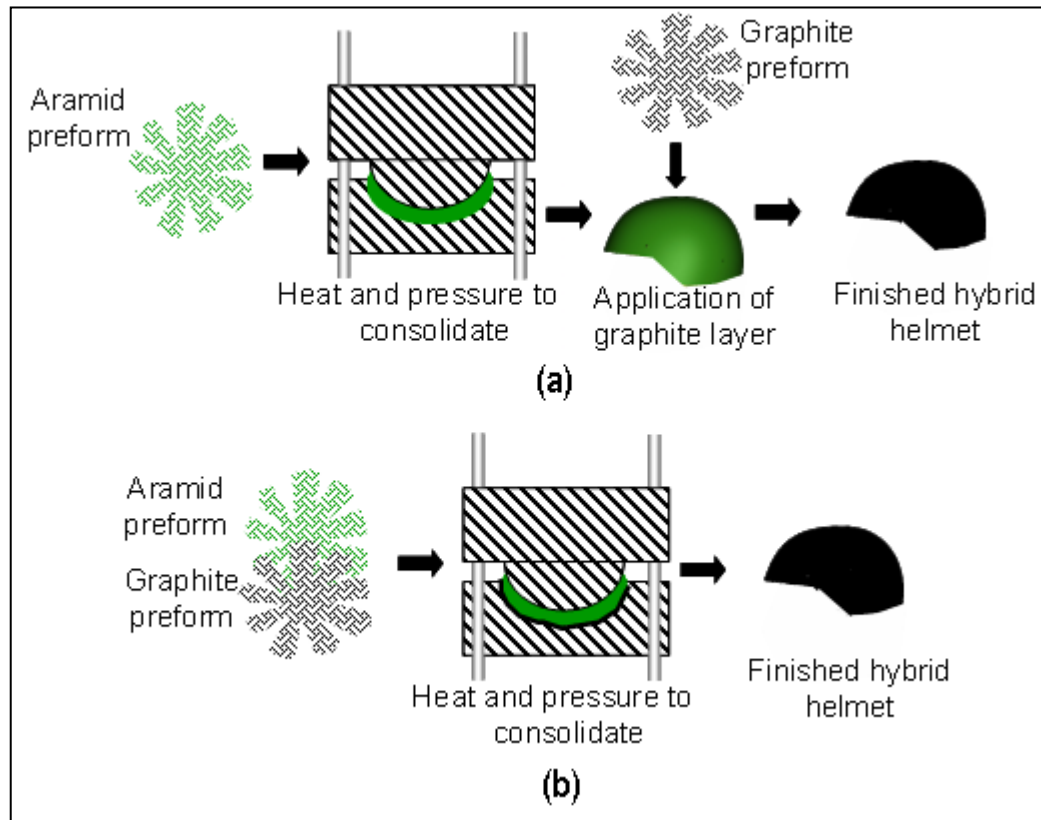 Graphite
preform
Aramid
preform
Heat and pressure to
consolidate
Application of
graphite layer
Finished hybrid
helmet
(a)
Aramid
preform
Graphite
preform
Heat and pressure to
consolidate
Finished hybrid
helmet
(b)